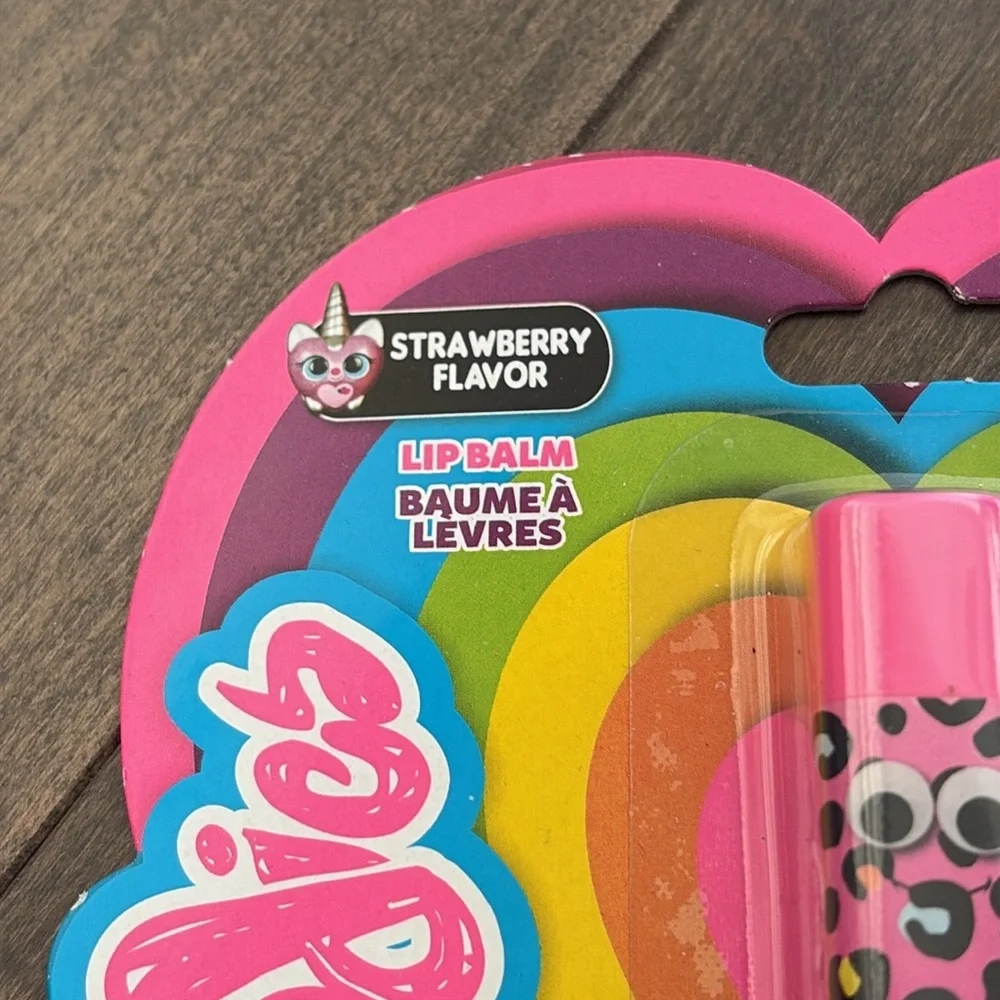 STRAWBERRY
FLAVOR
LIP BALM
BAUME À
LÈVRES